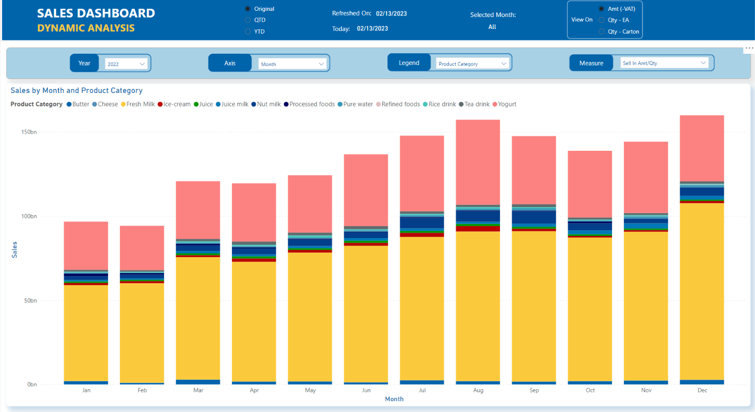 SALES DASHBOARD
DYNAMIC ANALYSIS
Original
QTD
YTD
Refreshed On: 02/13/2023
Today: 02/13/2023
Selected Month:
All
View On
Amt (-VAT)
Qty - EA
Qty - Carton
Year
2022
Axis
Month
Legend
Product Category
Measure
Sell In Amt/Qty
Sales by Month and Product Category
Product Category Butter Cheese Fresh Milk Ice-cream Juice Juice milk Nut milk Processed foods Pure water Refined foods Rice drink Tea drink Yogurt
150bn
100bn
50bn
0bn
Sales
Jan Feb Mar Apr May Jun Jul Aug Sep Oct Nov Dec
Month